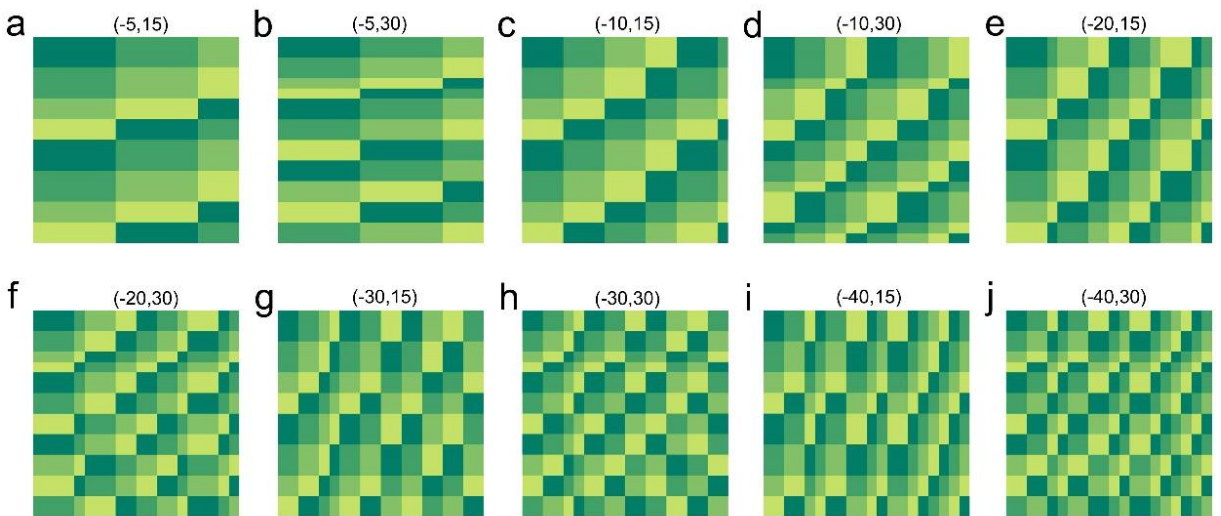 a (-5,15)
b (-5,30)
c (-10,15)
d (-10,30)
e (-20,15)
f (-20,30)
g (-30,15)
h (-30,30)
i (-40,15)
j (-40,30)